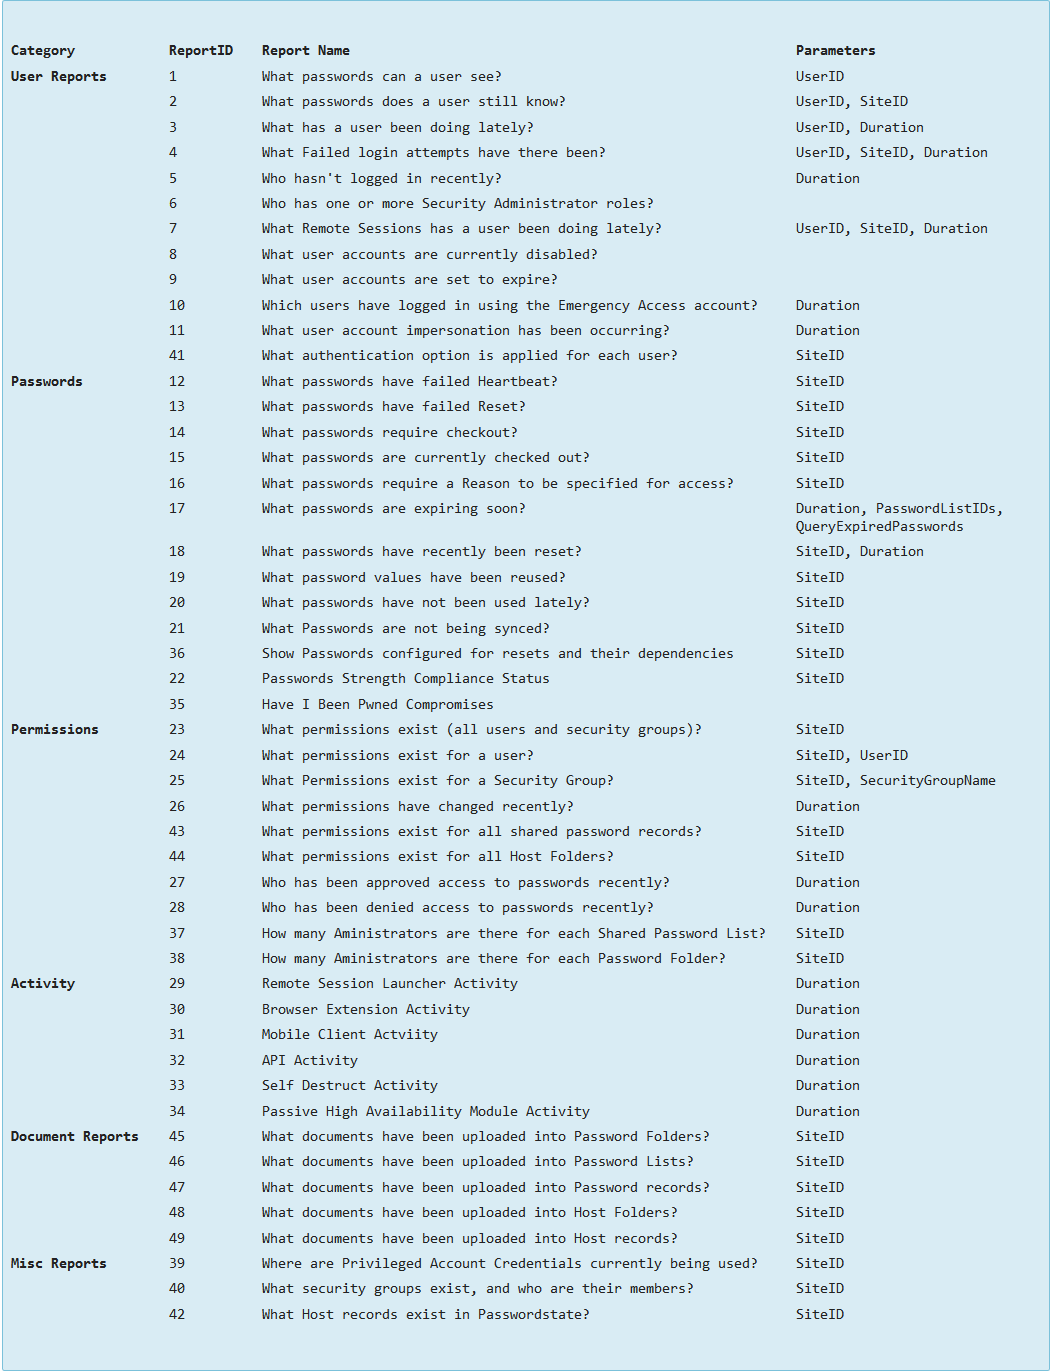 Category ReportID Report Name Parameters
User Reports 1 What passwords can a user see? UserID
2 What passwords does a user still know? UserID, SiteID
3 What has a user been doing lately? UserID, Duration
4 What Failed login attempts have there been? UserID, SiteID, Duration
5 Who hasn't logged in recently? Duration
6 Who has one or more Security Administrator roles?
7 What Remote Sessions has a user been doing lately? UserID, SiteID, Duration
8 What user accounts are currently disabled?
9 What user accounts are set to expire?
10 Which users have logged in using the Emergency Access account? Duration
11 What user account impersonation has been occurring? Duration
41 What authentication option is applied for each user? SiteID
Passwords 12 What passwords have failed Heartbeat? SiteID
13 What passwords have failed Reset? SiteID
14 What passwords require checkout? SiteID
15 What passwords are currently checked out? SiteID
16 What passwords require a Reason to be specified for access? SiteID
17 What passwords are expiring soon? Duration, PasswordListIDs,
QueryExpiredPasswords
18 What passwords have recently been reset? SiteID, Duration
19 What password values have been reused? SiteID
20 What passwords have not been used lately? SiteID
21 What Passwords are not being synced? SiteID
36 Show Passwords configured for resets and their dependencies SiteID
22 Passwords Strength Compliance Status SiteID
35 Have I Been Pwned Compromises
Permissions 23 What permissions exist (all users and security groups)? SiteID
24 What permissions exist for a user? SiteID, UserID
25 What Permissions exist for a Security Group? SiteID, SecurityGroupName
26 What permissions have changed recently? Duration
43 What permissions exist for all shared password records? SiteID
44 What permissions exist for all Host Folders? SiteID
27 Who has been approved access to passwords recently? Duration
28 Who has been denied access to passwords recently? Duration
37 How many Aministrators are there for each Shared Password List? SiteID
38 How many Aministrators are there for each Password Folder? SiteID
Activity 29 Remote Session Launcher Activity Duration
30 Browser Extension Activity Duration
31 Mobile Client Actviity Duration
32 API Activity Duration
33 Self Destruct Activity Duration
34 Passive High Availability Module Activity Duration
Document Reports 45 What documents have been uploaded into Password Folders? SiteID
46 What documents have been uploaded into Password Lists? SiteID
47 What documents have been uploaded into Password records? SiteID
48 What documents have been uploaded into Host Folders? SiteID
49 What documents have been uploaded into Host records? SiteID
Misc Reports 39 Where are Privileged Account Credentials currently being used? SiteID
40 What security groups exist, and who are their members? SiteID
42 What Host records exist in Passwordstate? SiteID